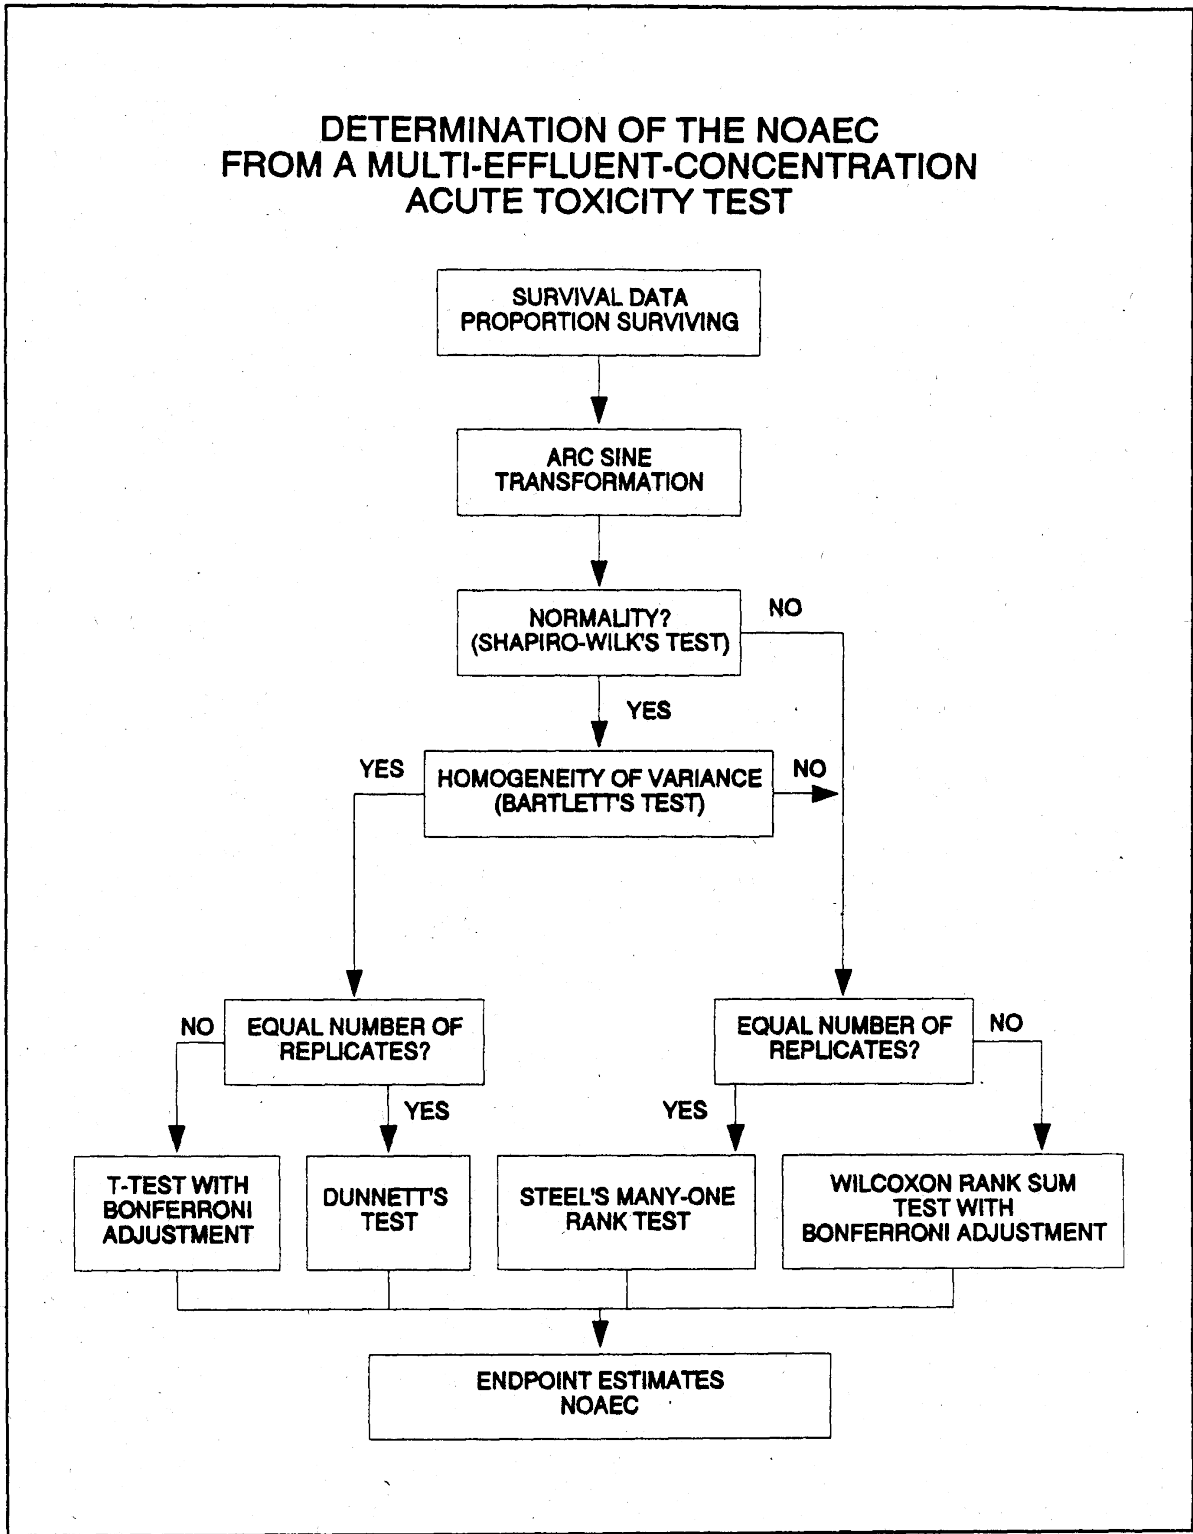 DETERMINATION OF THE NOAEC
FROM A MULTI-EFFLUENT-CONCENTRATION
ACUTE TOXICITY TEST
SURVIVAL DATA
PROPORTION SURVIVING
ARC SINE
TRANSFORMATION
NORMALITY?
(SHAPIRO-WILK'S TEST)
NO
YES
YES
HOMOGENEITY OF VARIANCE
(BARTLETT'S TEST)
NO
NO
EQUAL NUMBER OF
REPLICATES?
EQUAL NUMBER OF
REPLICATES?
NO
YES
YES
T-TEST WITH
BONFERRONI
ADJUSTMENT
DUNNETT'S
TEST
STEEL'S MANY-ONE
RANK TEST
WILCOXON RANK SUM
TEST WITH
BONFERRONI ADJUSTMENT
ENDPOINT ESTIMATES
NOAEC